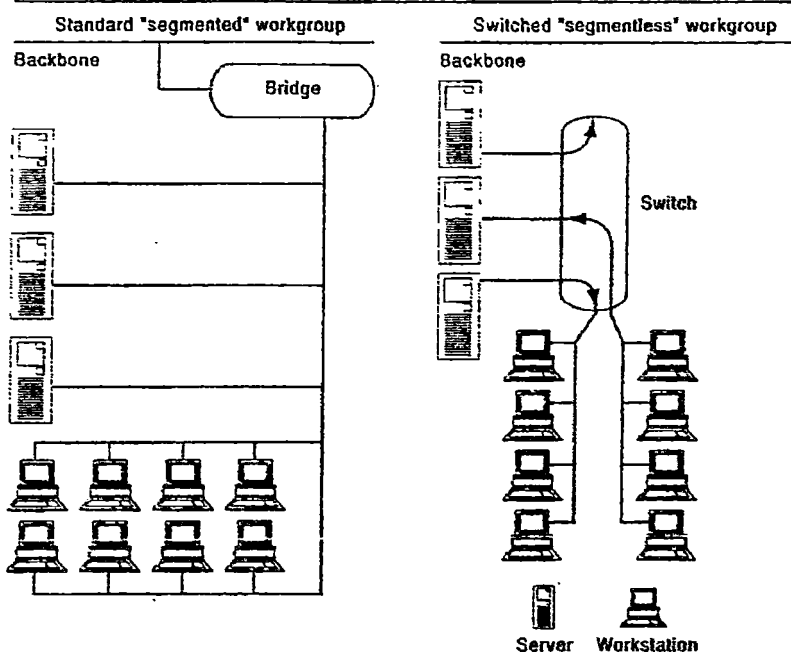 Standard "segmented" workgroup
Backbone
Bridge
Switched "segmentless" workgroup
Backbone
Switch
Server
Workstation